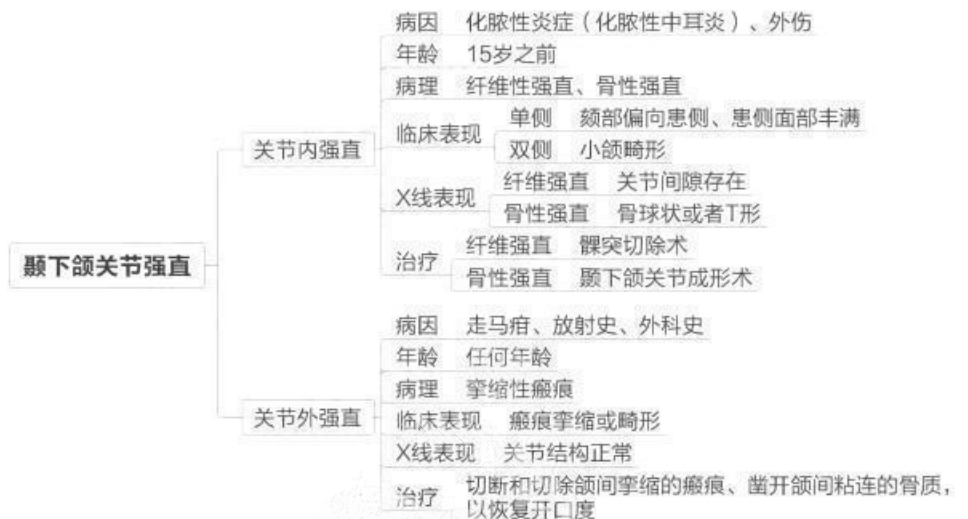 颞下颌关节强直
关节内强直
病因 化脓性炎症（化脓性中耳炎）、外伤
年龄 15岁之前
病理 纤维性强直、骨性强直
临床表现
单侧 颏部偏向患侧、患侧面部丰满
双侧 小颌畸形
X线表现
纤维强直 关节间隙存在
骨性强直 骨球状或者T形
治疗
纤维强直 髁突切除术
骨性强直 颞下颌关节成形术
关节外强直
病因 走马疳、放射史、外科史
年龄 任何年龄
病理 挛缩性瘢痕
临床表现 瘢痕挛缩或畸形
X线表现 关节结构正常
治疗 切断和切除颌间挛缩的瘢痕、凿开颌间粘连的骨质，
以恢复开口度